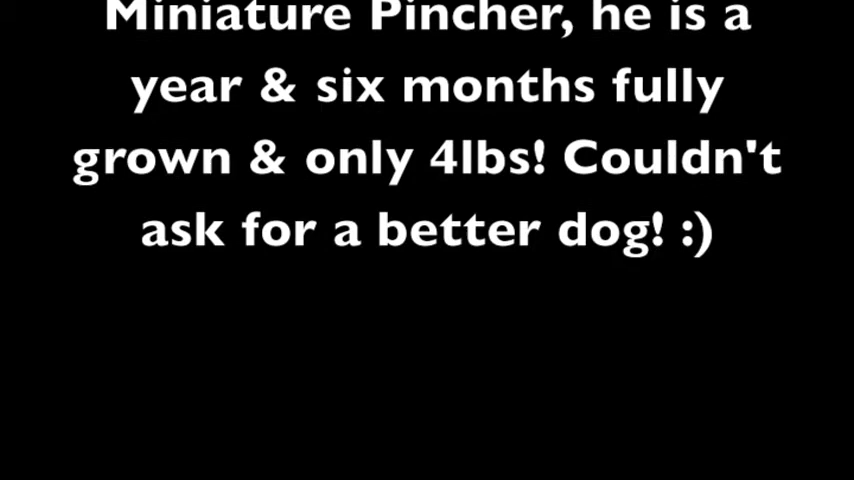 Miniature Pincher, he is a
year & six months fully
grown & only 4lbs! Couldn't
ask for a better dog! :)